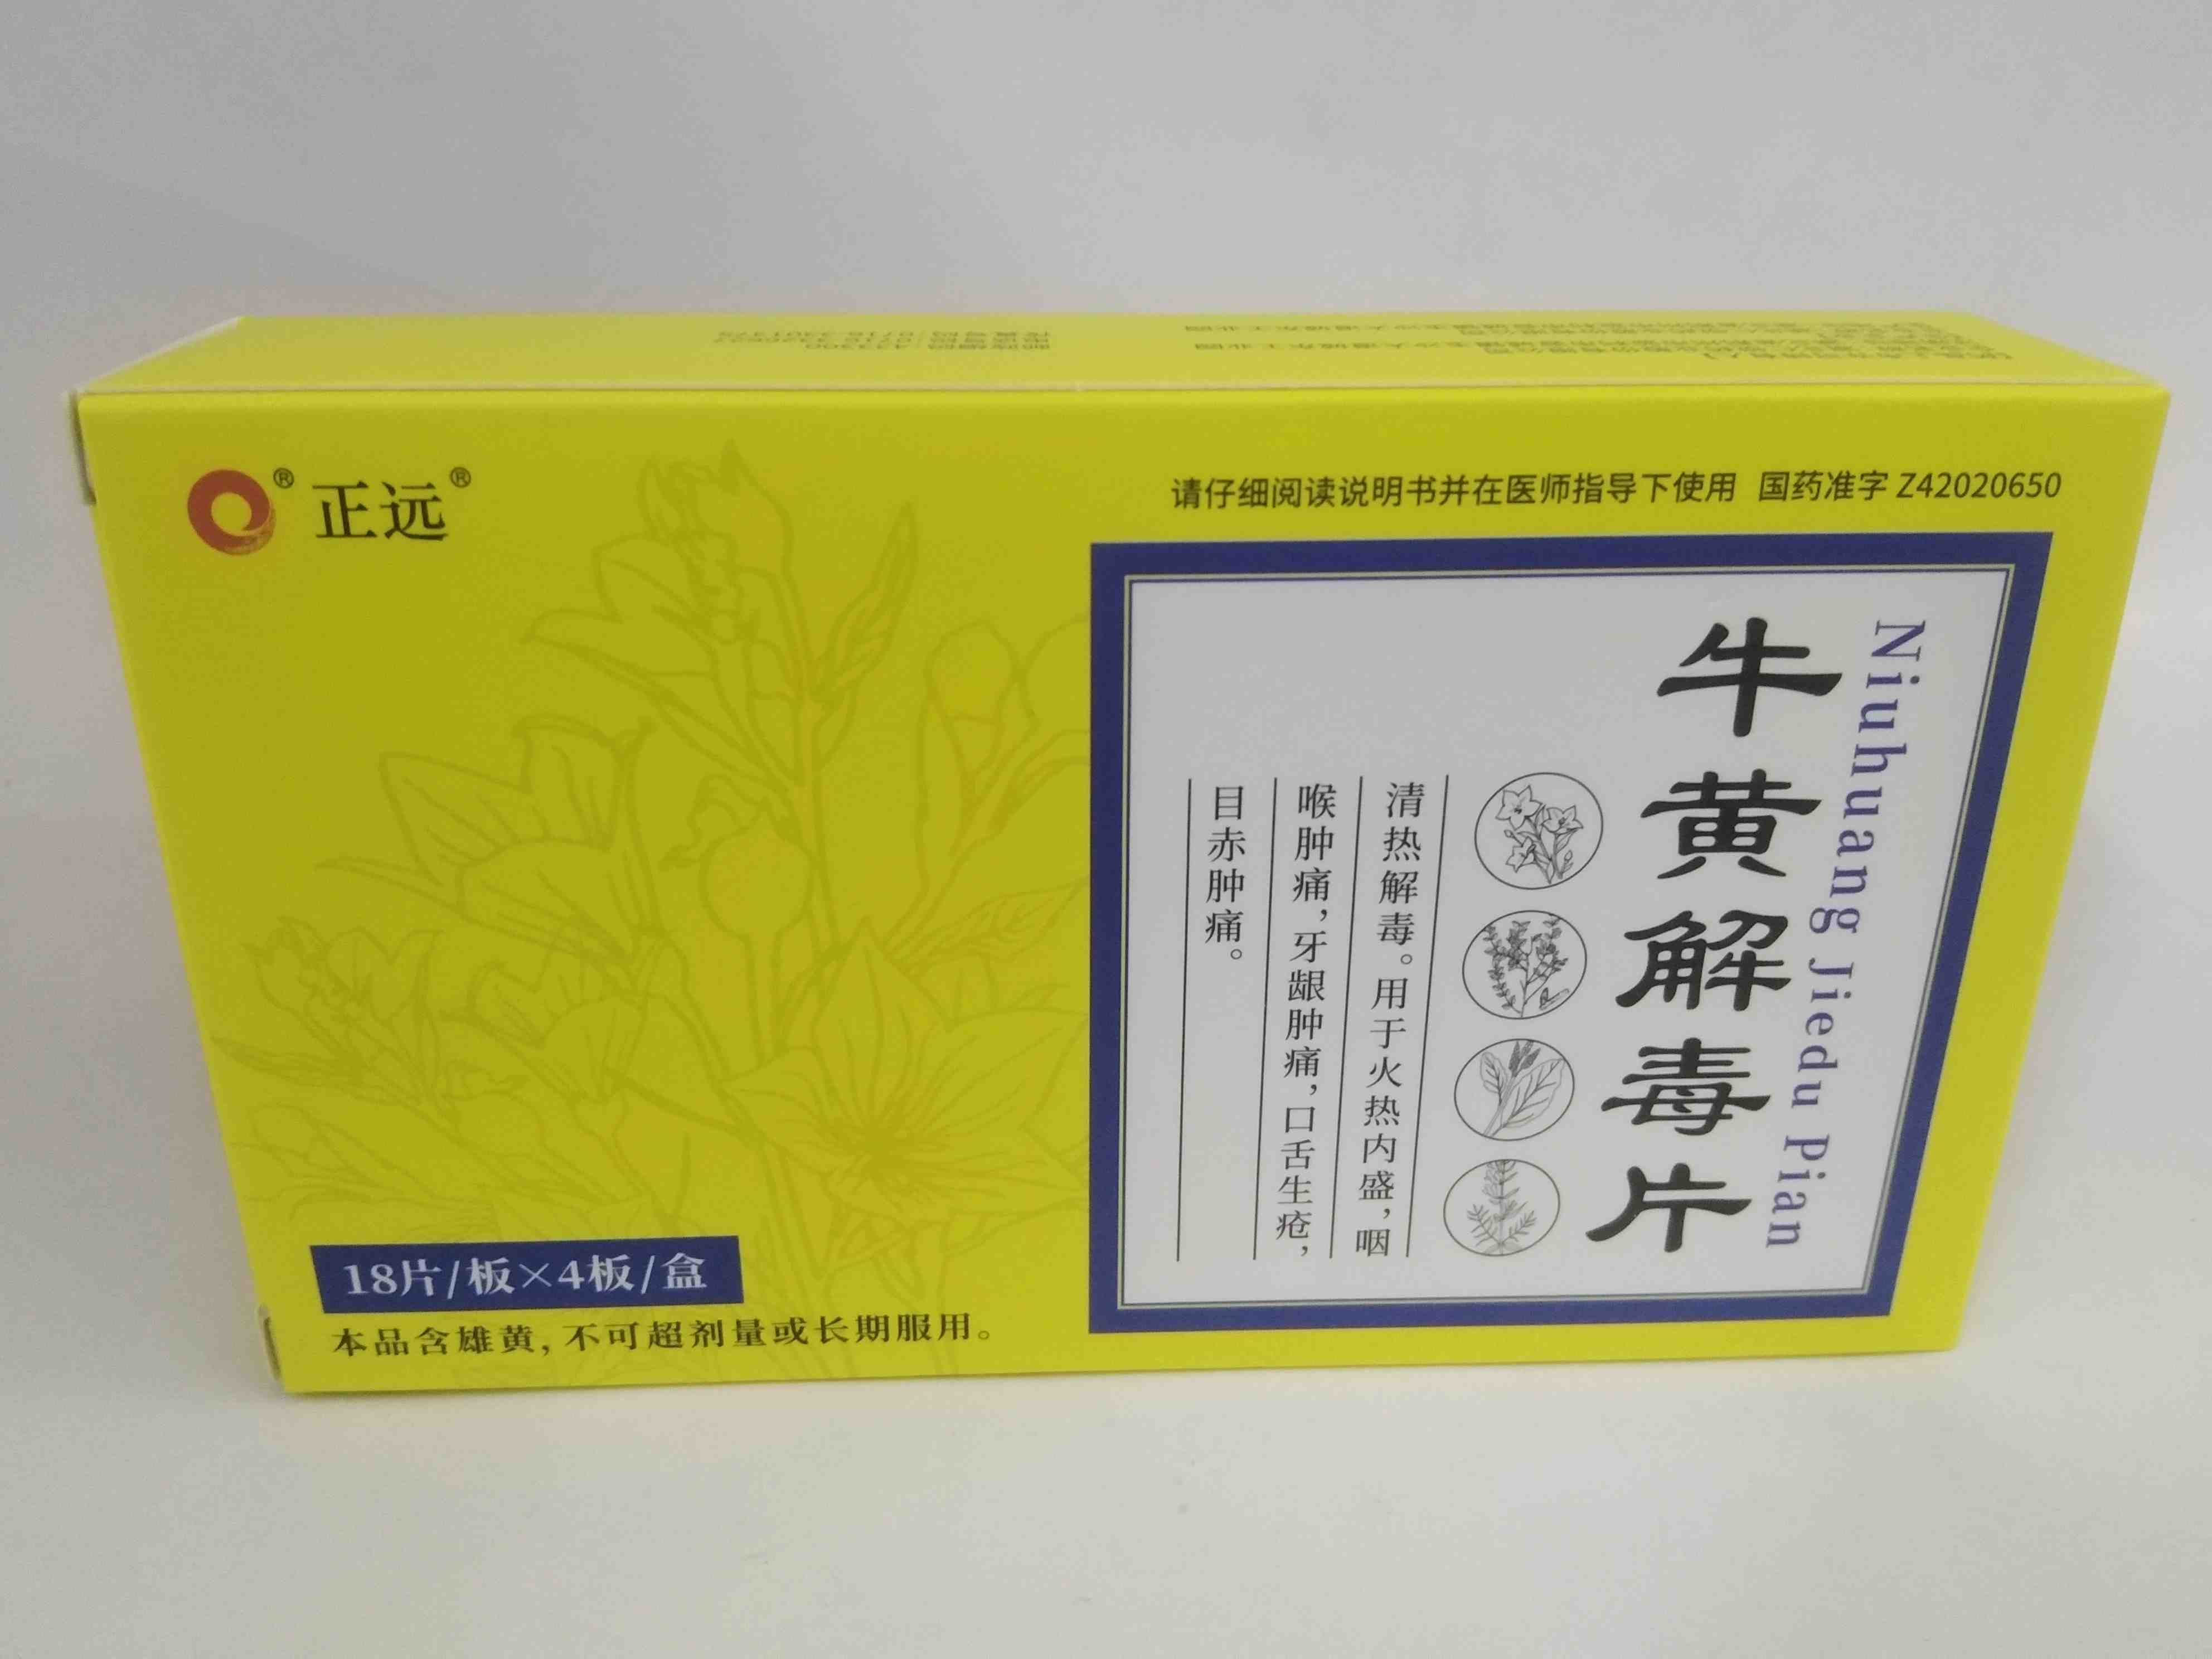 正远
请仔细阅读说明书并在医师指导下使用 国药准字 Z42020650
Niuhuang Jiedu Pian
牛黄解毒片
清热解毒。用于火热内盛，咽
喉肿痛，牙龈肿痛，口舌生疮，
目赤肿痛。
18片/板×4板/盒
本品含雄黄，不可超剂量或长期服用。